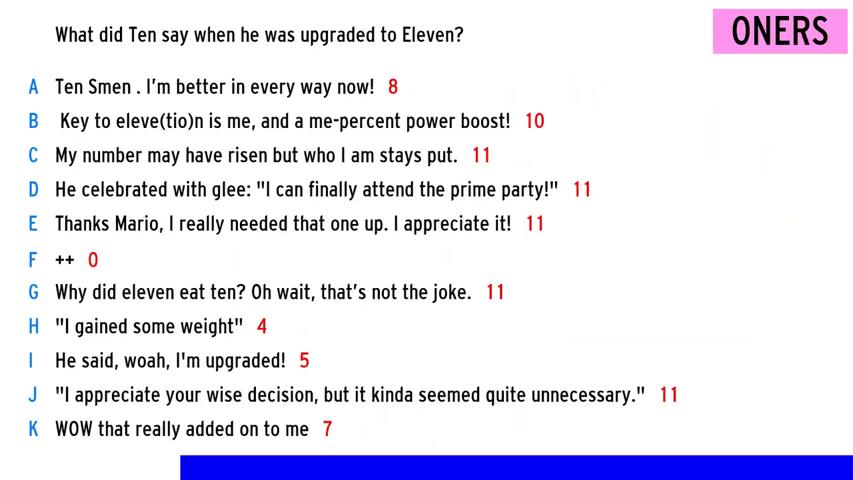 What did Ten say when he was upgraded to Eleven?
ONERS
A Ten Smen . I'm better in every way now! 8
B Key to eleve(tio)n is me, and a me-percent power boost! 10
C My number may have risen but who I am stays put. 11
D He celebrated with glee: "I can finally attend the prime party!" 11
E Thanks Mario, I really needed that one up. I appreciate it! 11
F ++ 0
G Why did eleven eat ten? Oh wait, that's not the joke. 11
H "I gained some weight" 4
I He said, woah, I'm upgraded! 5
J "I appreciate your wise decision, but it kinda seemed quite unnecessary." 11
K WOW that really added on to me 7